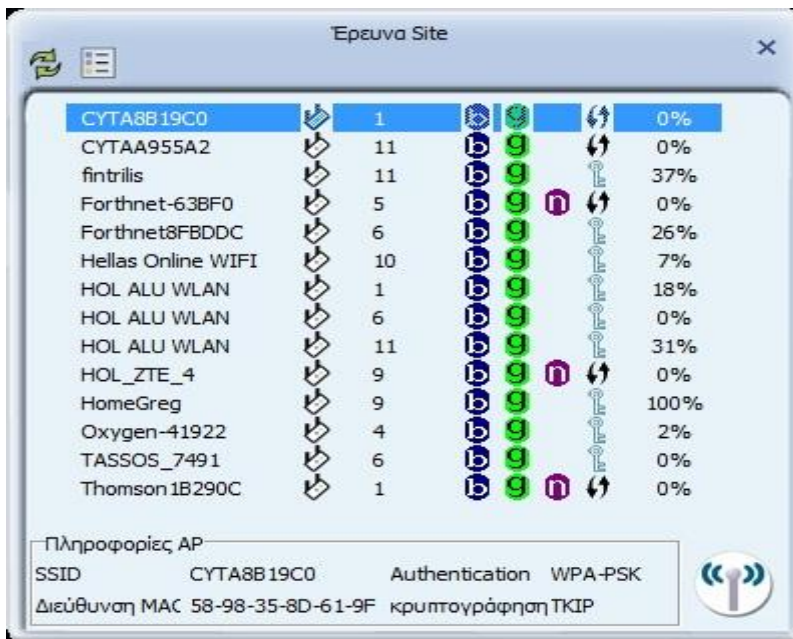 Έρευνα Site
CYTA8B19C0 1 b g 0%
CYTAA955A2 11 b g 0%
fintrilis 11 b g 37%
Forthnet-63BF0 5 b g n 0%
Forthnet8FBDDC 6 b g 26%
Hellas Online WIFI 10 b g 7%
HOL ALU WLAN 1 b g 18%
HOL ALU WLAN 6 b g 0%
HOL ALU WLAN 11 b g 31%
HOL_ZTE_4 9 b g n 0%
HomeGreg 9 b g 100%
Oxygen-41922 4 b g 2%
TASSOS_7491 6 b g 0%
Thomson1B290C 1 b g n 0%
Πληροφορίες AP
SSID CYTA8B19C0 Authentication WPA-PSK
Διεύθυνση MAC 58-98-35-8D-61-9F κρυπτογράφηση TKIP